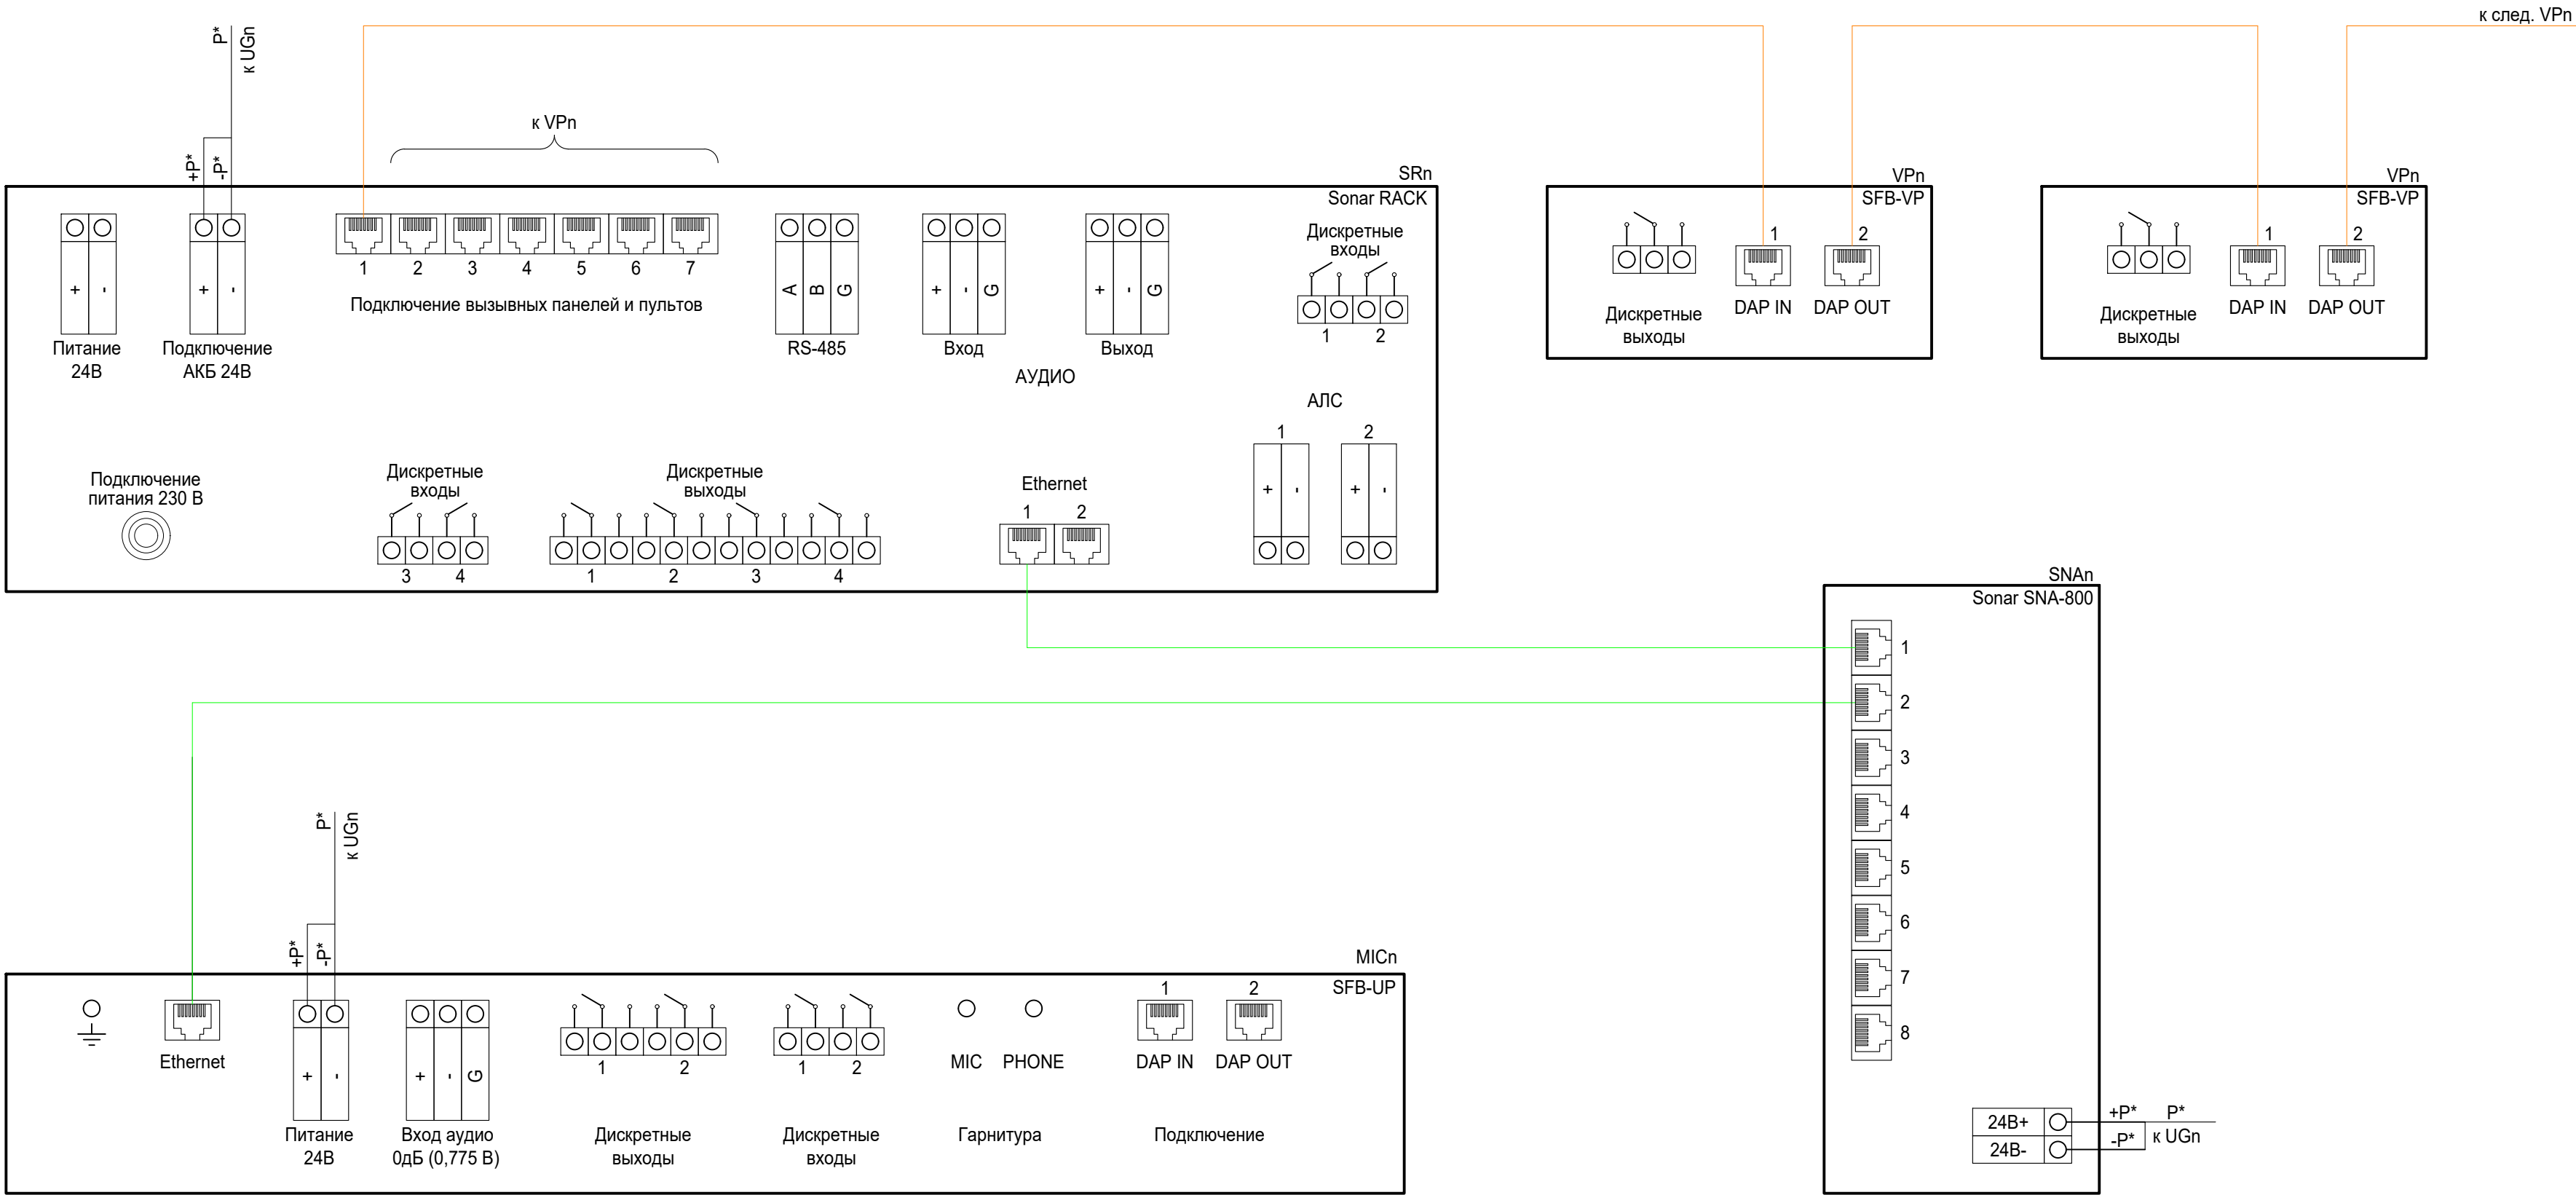 к след. VPn
P*
к UGn
+P*
-P*
к VPn
SRn
Sonar RACK
+
-
Питание
24В
+
-
Подключение
АКБ 24В
1 2 3 4 5 6 7
Подключение вызывных панелей и пультов
A B G
RS-485
+ - G
Вход
+ - G
Выход
АУДИО
Дискретные
входы
1 2
АЛС
1 2
+ - + -
Подключение
питания 230 В
Дискретные
входы
3 4
Дискретные
выходы
1 2 3 4
Ethernet
1 2
VPn
SFB-VP
Дискретные
выходы
1 2
DAP IN DAP OUT
VPn
SFB-VP
Дискретные
выходы
1 2
DAP IN DAP OUT
SNAn
Sonar SNA-800
1
2
3
4
5
6
7
8
24В+
24В-
+P* P*
-P* к UGn
P*
к UGn
+P*
-P*
MICn
SFB-UP
Ethernet
+ -
Питание
24В
+ - G
Вход аудио
0дБ (0,775 В)
1 2
Дискретные
выходы
1 2
Дискретные
входы
MIC PHONE
Гарнитура
1 2
DAP IN DAP OUT
Подключение